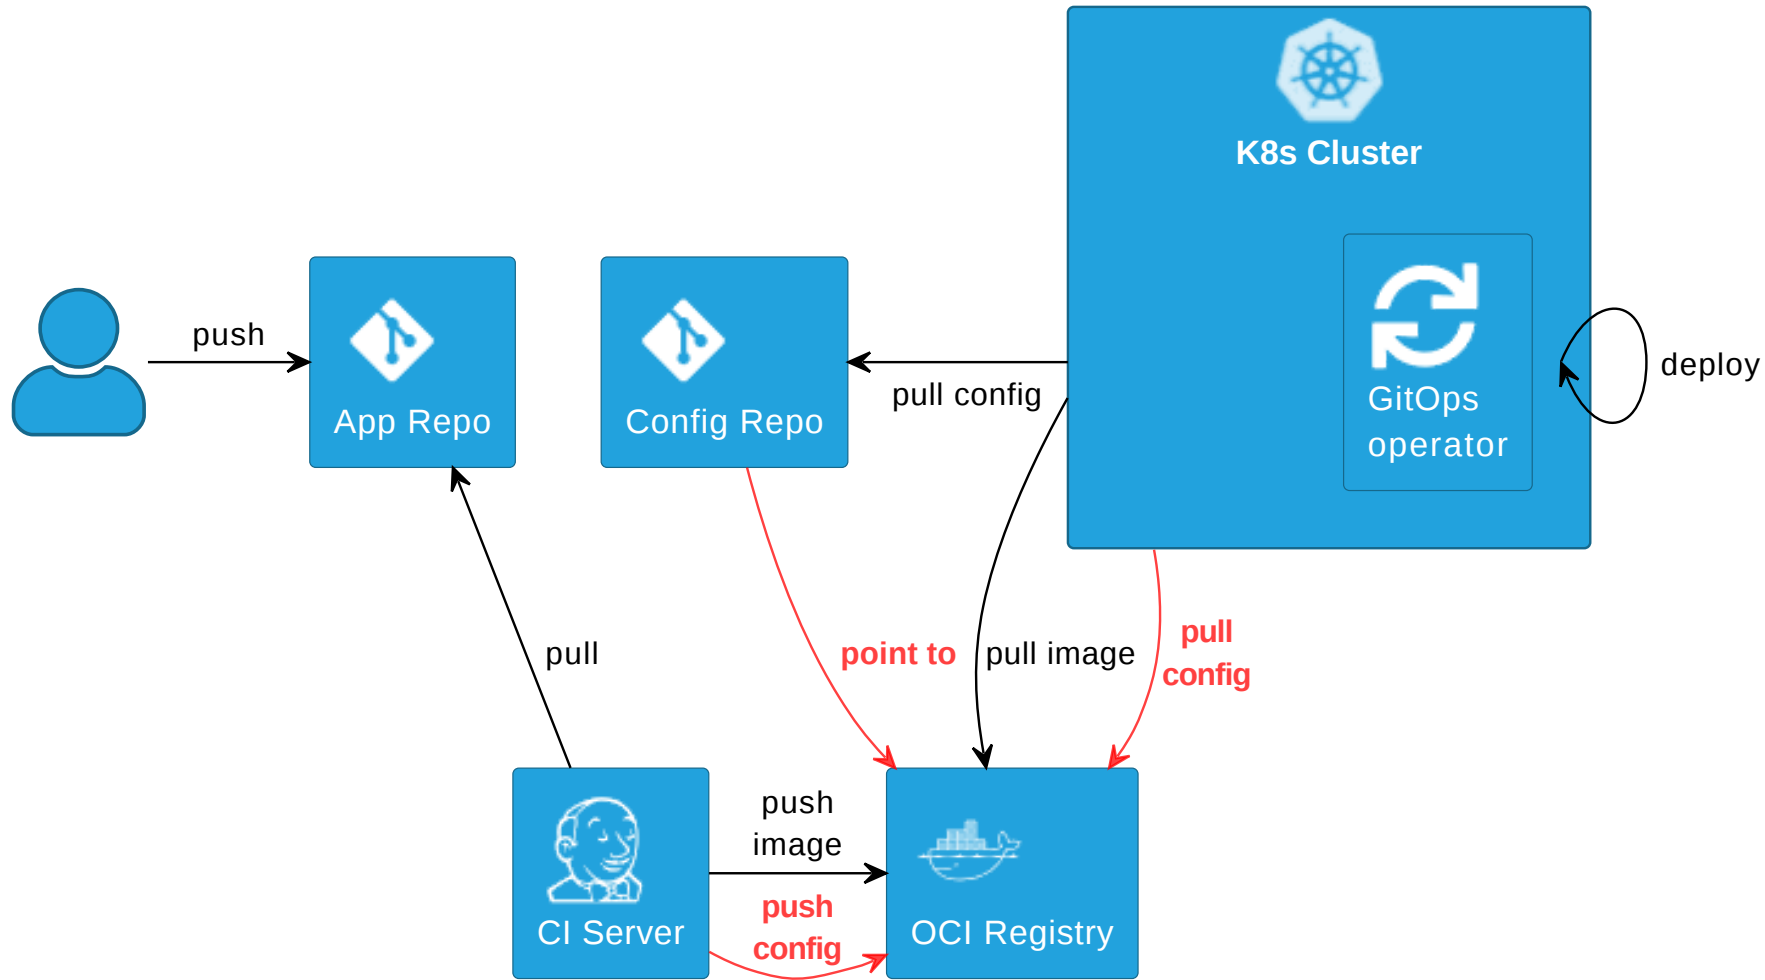 K8s Cluster
push
App Repo
Config Repo
pull config
GitOps
operator
deploy
pull
point to
pull image
pull
config
push
image
push
config
CI Server
OCI Registry